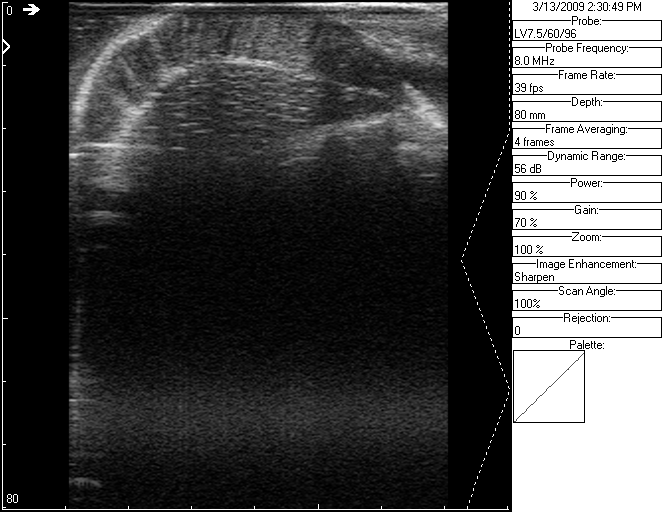 0
80
3/13/2009 2:30:49 PM
Probe:
LV7.5/60/96
Probe Frequency:
8.0 MHz
Frame Rate:
39 fps
Depth:
80 mm
Frame Averaging:
4 frames
Dynamic Range:
56 dB
Power:
90 %
Gain:
70 %
Zoom:
100 %
Image Enhancement:
Sharpen
Scan Angle:
100%
Rejection:
0
Palette: